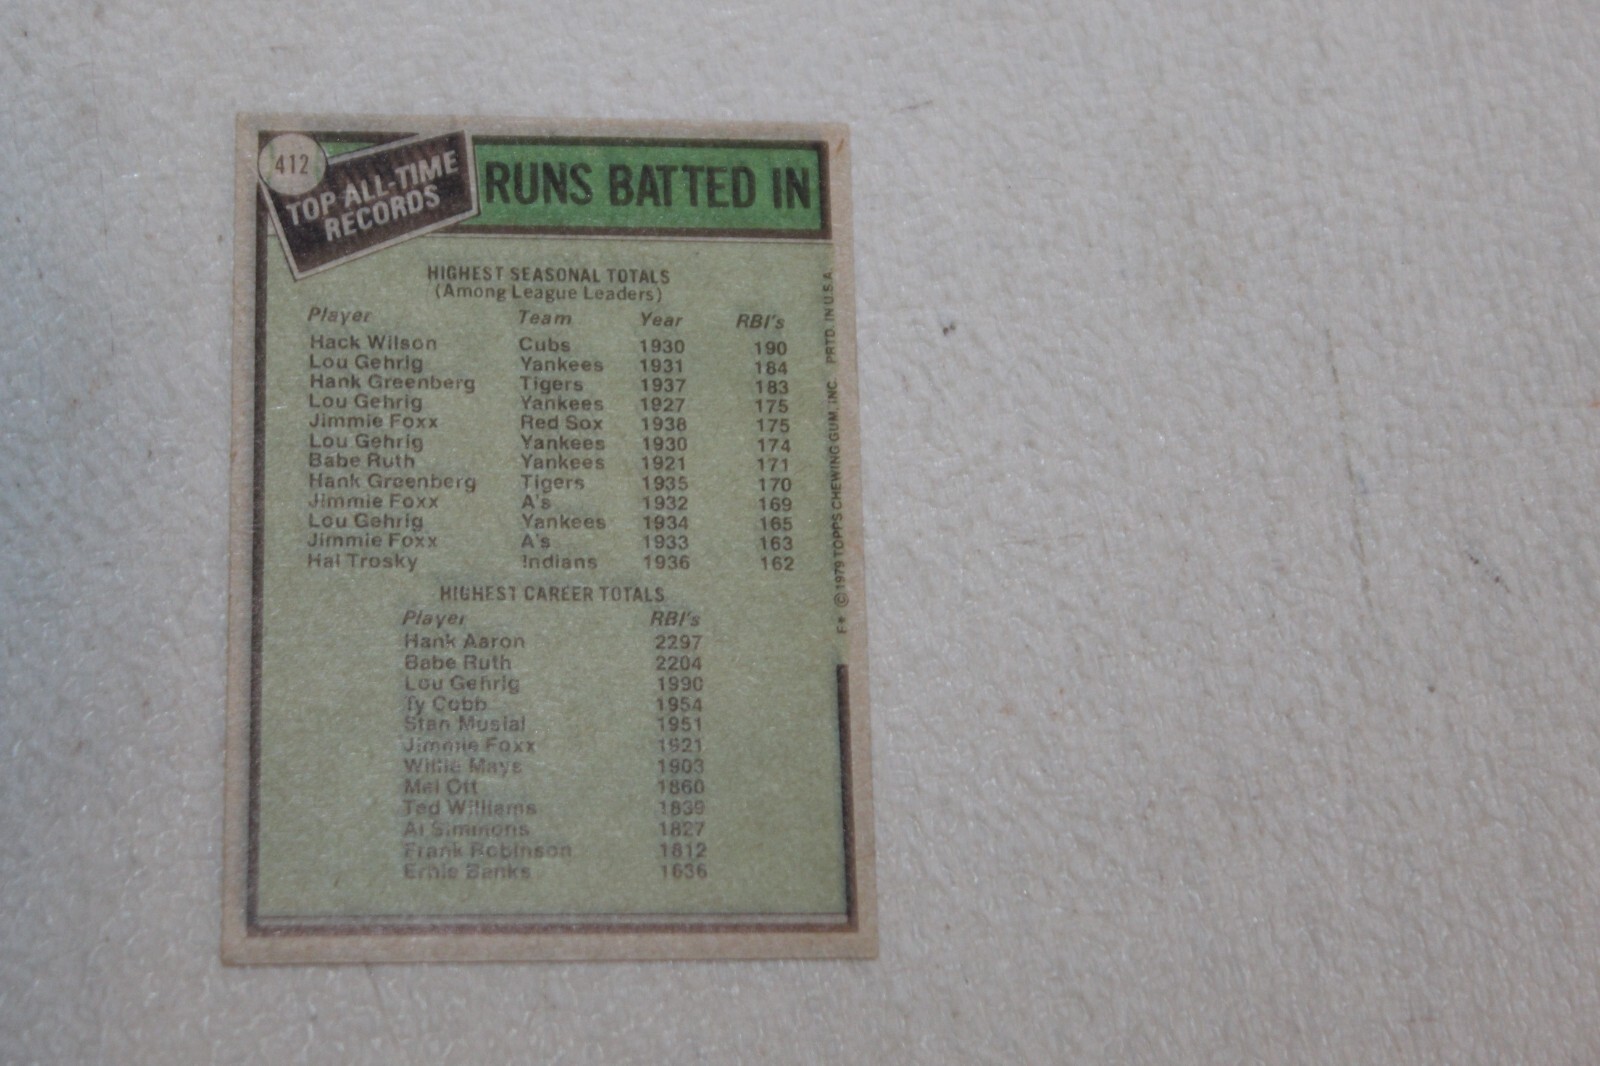 412
TOP ALL-TIME
RECORDS
RUNS BATTED IN
HIGHEST SEASONAL TOTALS
(Among League Leaders)
Player Team Year RBI's
Hack Wilson Cubs 1930 190
Lou Gehrig Yankees 1931 184
Hank Greenberg Tigers 1937 183
Lou Gehrig Yankees 1927 175
Jimmie Foxx Red Sox 1938 175
Lou Gehrig Yankees 1930 174
Babe Ruth Yankees 1921 171
Hank Greenberg Tigers 1935 170
Jimmie Foxx A's 1932 169
Lou Gehrig Yankees 1934 165
Jimmie Foxx A's 1933 163
Hal Trosky Indians 1936 162
HIGHEST CAREER TOTALS
Player RBI's
Hank Aaron 2297
Babe Ruth 2204
Lou Gehrig 1990
Ty Cobb 1954
Stan Musial 1951
Jimmie Foxx 1921
Willie Mays 1903
Mel Ott 1860
Ted Williams 1839
Al Simmons 1827
Frank Robinson 1812
Ernie Banks 1636
F* © 1979 TOPPS CHEWING GUM, INC. PRTD. IN U.S.A.